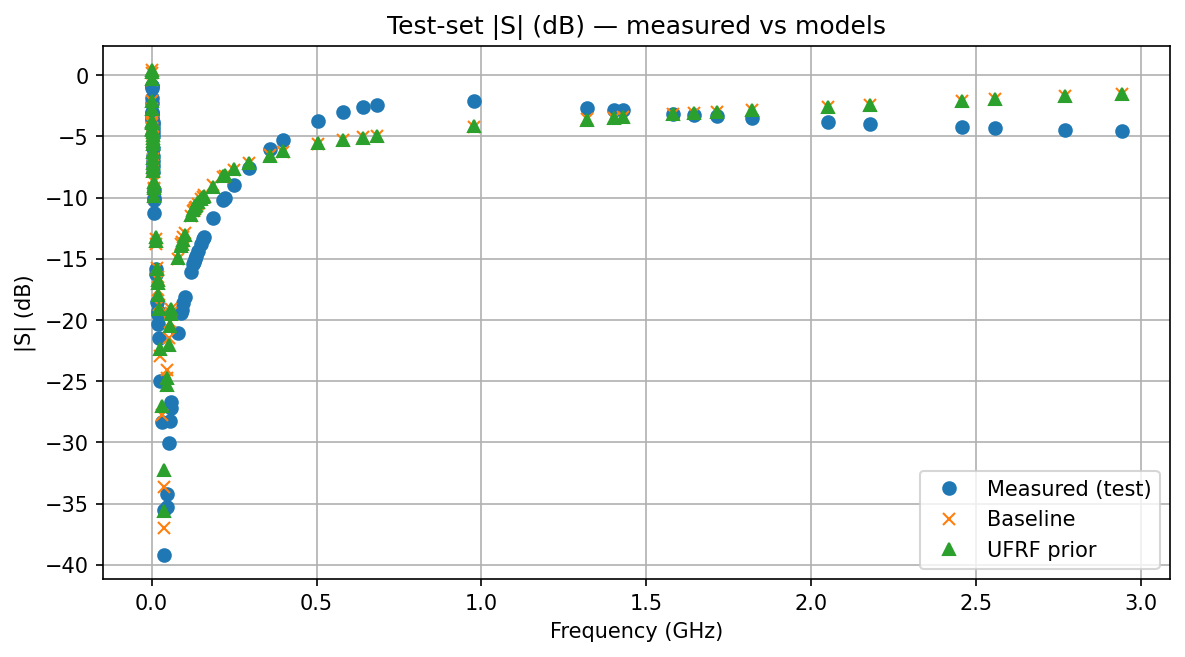 Test-set |S| (dB) — measured vs models
|S| (dB)
0
−5
−10
−15
−20
−25
−30
−35
−40
0.0 0.5 1.0 1.5 2.0 2.5 3.0
Frequency (GHz)
Measured (test)
Baseline
UFRF prior